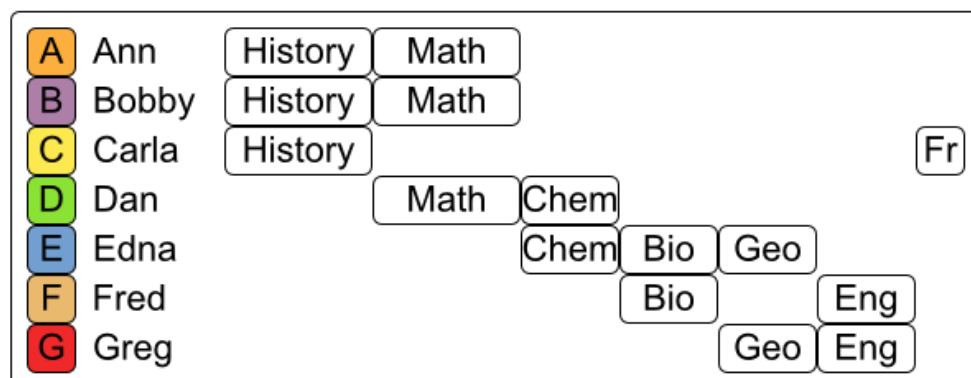 A Ann History Math
B Bobby History Math
C Carla History Fr
D Dan Math Chem
E Edna Chem Bio Geo
F Fred Bio Eng
G Greg Geo Eng